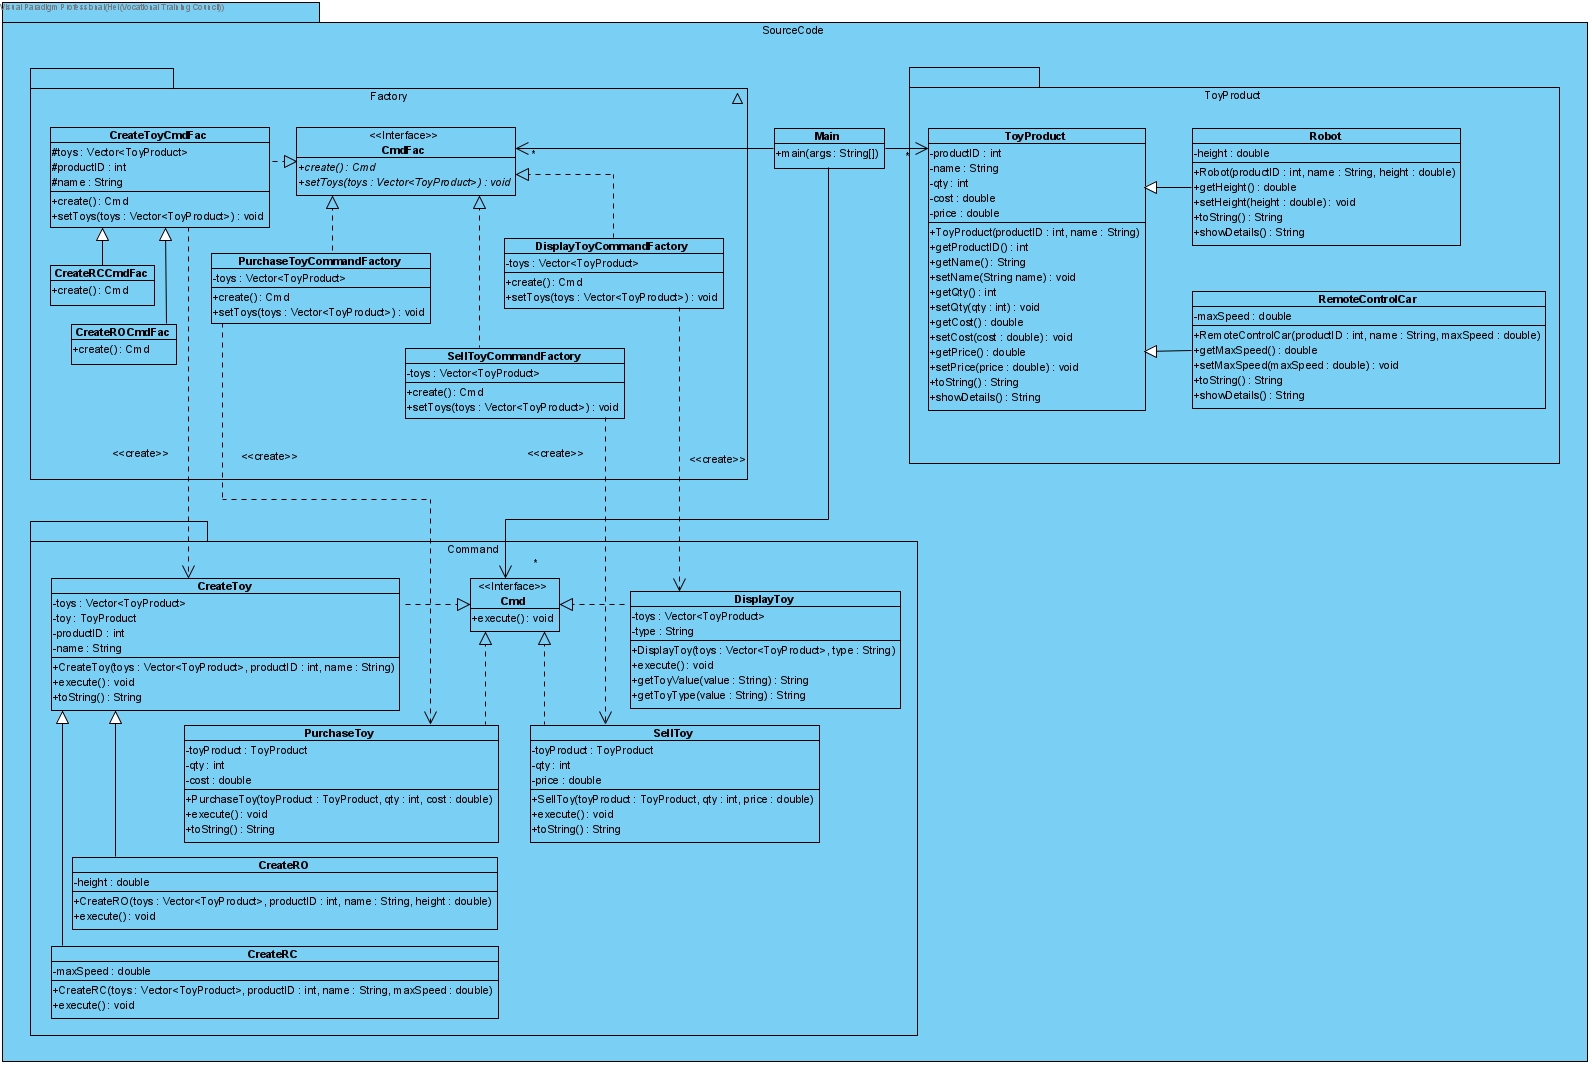 Visual Paradigm Professional(Hei(Vocational Training Council))
SourceCode
Factory
CreateToyCmdFac
#toys : Vector<ToyProduct>
#productID : int
#name : String
+create() : Cmd
+setToys(toys : Vector<ToyProduct>) : void
<<Interface>>
CmdFac
+create() : Cmd
+setToys(toys : Vector<ToyProduct>) : void
*
CreateRCCmdFac
+create() : Cmd
CreateROCmdFac
+create() : Cmd
PurchaseToyCommandFactory
-toys : Vector<ToyProduct>
+create() : Cmd
+setToys(toys : Vector<ToyProduct>) : void
DisplayToyCommandFactory
-toys : Vector<ToyProduct>
+create() : Cmd
+setToys(toys : Vector<ToyProduct>) : void
SellToyCommandFactory
-toys : Vector<ToyProduct>
+create() : Cmd
+setToys(toys : Vector<ToyProduct>) : void
<<create>>
<<create>>
<<create>>
<<create>>
Main
+main(args : String[])
*
ToyProduct
ToyProduct
-productID : int
-name : String
-qty : int
-cost : double
-price : double
+ToyProduct(productID : int, name : String)
+getProductID() : int
+getName() : String
+setName(String name) : void
+getQty() : int
+setQty(qty : int) : void
+getCost() : double
+setCost(cost : double) : void
+getPrice() : double
+setPrice(price : double) : void
+toString() : String
+showDetails() : String
Robot
-height : double
+Robot(productID : int, name : String, height : double)
+getHeight() : double
+setHeight(height : double) : void
+toString() : String
+showDetails() : String
RemoteControlCar
-maxSpeed : double
+RemoteControlCar(productID : int, name : String, maxSpeed : double)
+getMaxSpeed() : double
+setMaxSpeed(maxSpeed : double) : void
+toString() : String
+showDetails() : String
Command
*
CreateToy
-toys : Vector<ToyProduct>
-toy : ToyProduct
-productID : int
-name : String
+CreateToy(toys : Vector<ToyProduct>, productID : int, name : String)
+execute() : void
+toString() : String
<<Interface>>
Cmd
+execute() : void
DisplayToy
-toys : Vector<ToyProduct>
-type : String
+DisplayToy(toys : Vector<ToyProduct>, type : String)
+execute() : void
+getToyValue(value : String) : String
+getToyType(value : String) : String
PurchaseToy
-toyProduct : ToyProduct
-qty : int
-cost : double
+PurchaseToy(toyProduct : ToyProduct, qty : int, cost : double)
+execute() : void
+toString() : String
SellToy
-toyProduct : ToyProduct
-qty : int
-price : double
+SellToy(toyProduct : ToyProduct, qty : int, price : double)
+execute() : void
+toString() : String
CreateRO
-height : double
+CreateRO(toys : Vector<ToyProduct>, productID : int, name : String, height : double)
+execute() : void
CreateRC
-maxSpeed : double
+CreateRC(toys : Vector<ToyProduct>, productID : int, name : String, maxSpeed : double)
+execute() : void